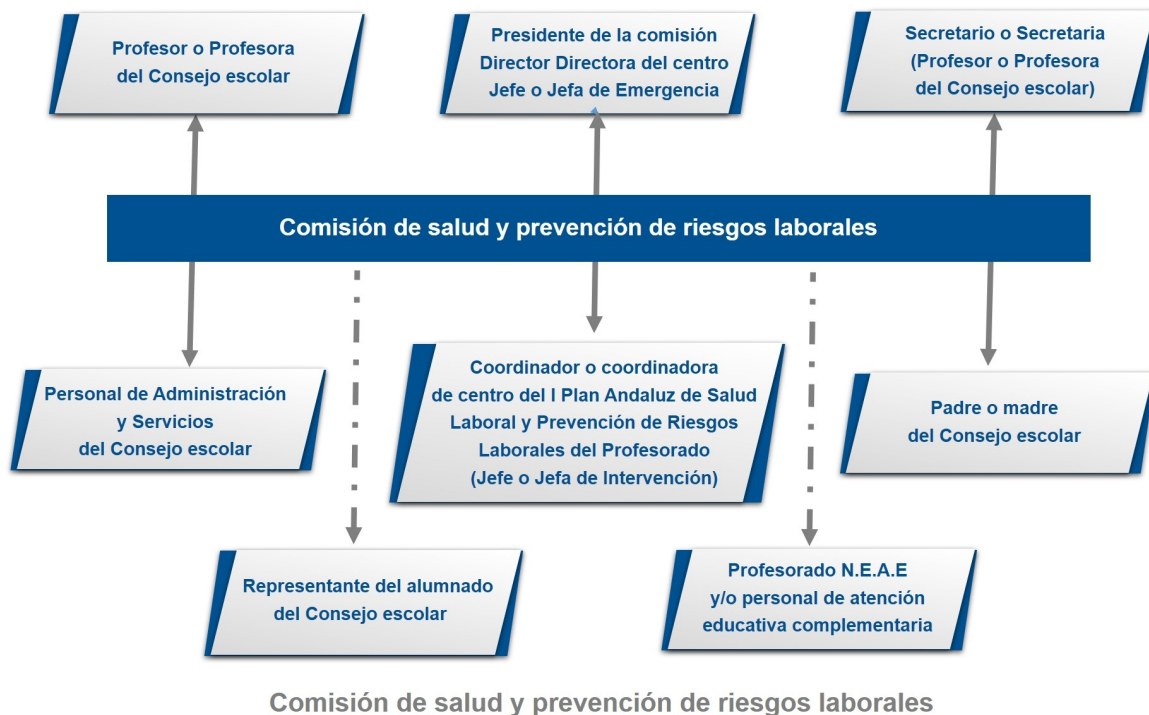 Profesor o Profesora
del Consejo escolar
Presidente de la comisión
Director Directora del centro
Jefe o Jefa de Emergencia
Secretario o Secretaria
(Profesor o Profesora
del Consejo escolar)
Comisión de salud y prevención de riesgos laborales
Personal de Administración
y Servicios
del Consejo escolar
Coordinador o coordinadora
de centro del I Plan Andaluz de Salud
Laboral y Prevención de Riesgos
Laborales del Profesorado
(Jefe o Jefa de Intervención)
Padre o madre
del Consejo escolar
Representante del alumnado
del Consejo escolar
Profesorado N.E.A.E
y/o personal de atención
educativa complementaria
Comisión de salud y prevención de riesgos laborales